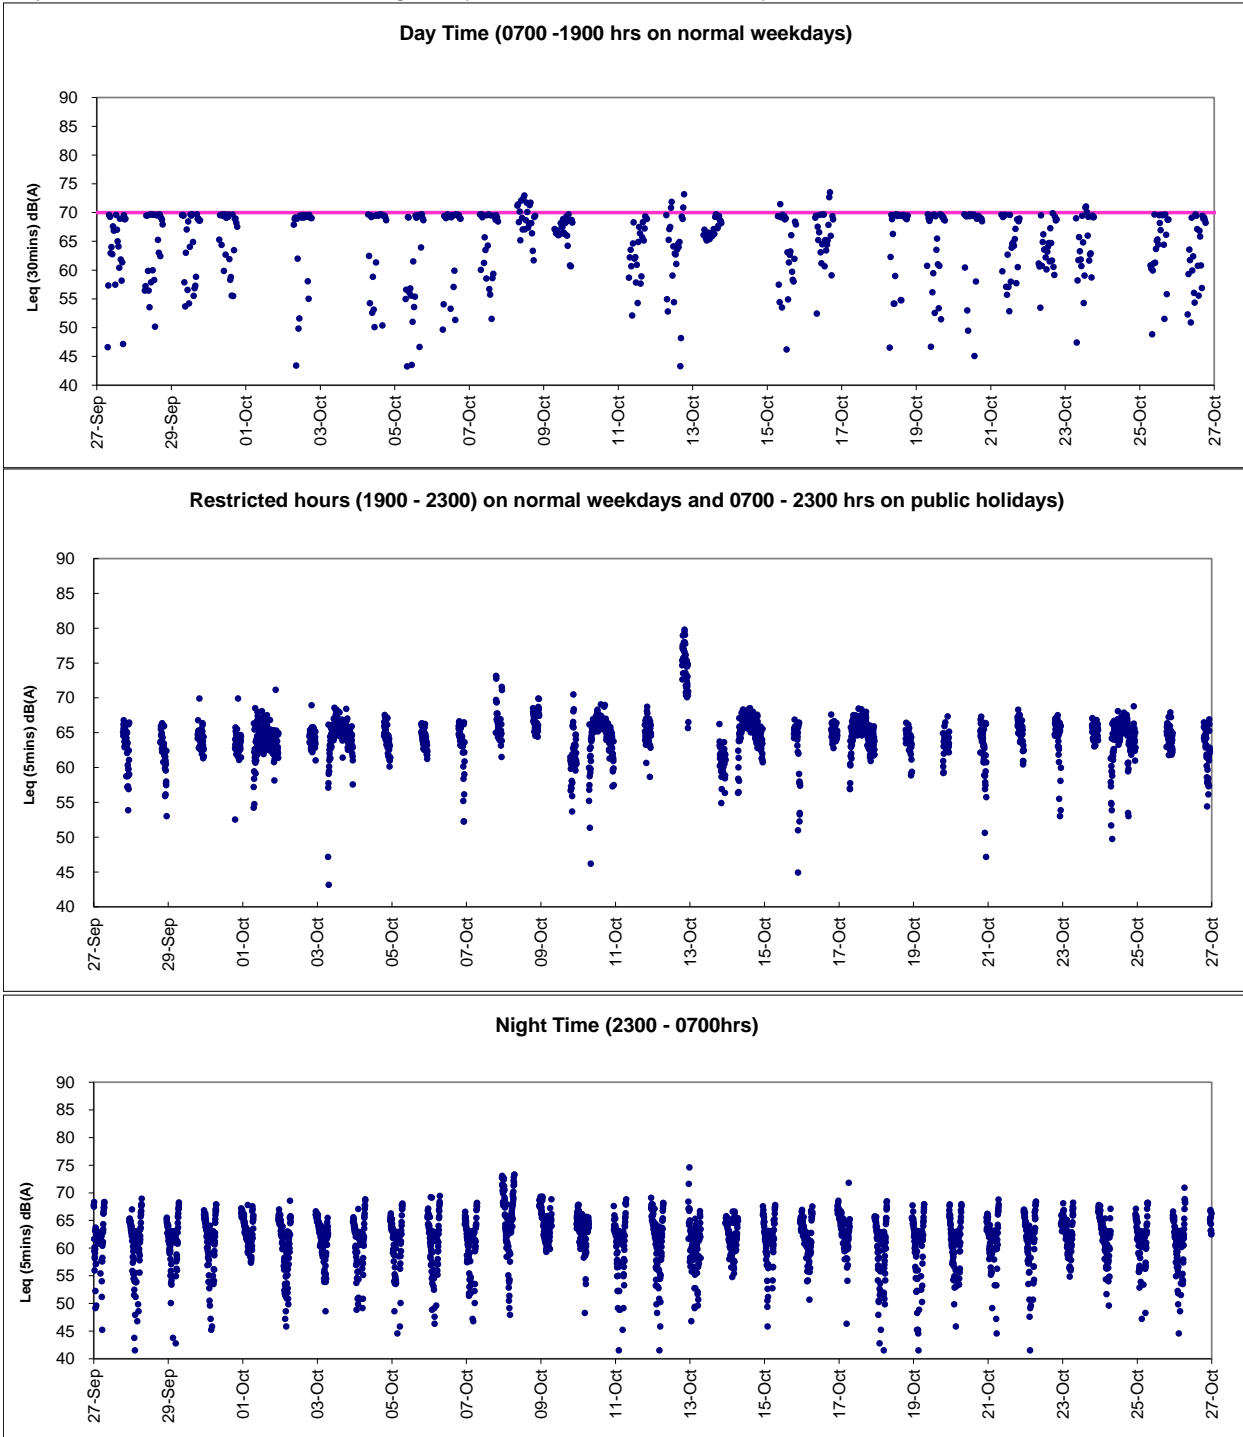 Day Time (0700 -1900 hrs on normal weekdays)
Leq (30mins) dB(A)
90
85
80
75
70
65
60
55
50
45
40
27-Sep
29-Sep
01-Oct
03-Oct
05-Oct
07-Oct
09-Oct
11-Oct
13-Oct
15-Oct
17-Oct
19-Oct
21-Oct
23-Oct
25-Oct
27-Oct
Restricted hours (1900 - 2300) on normal weekdays and 0700 - 2300 hrs on public holidays)
Leq (5mins) dB(A)
90
85
80
75
70
65
60
55
50
45
40
27-Sep
29-Sep
01-Oct
03-Oct
05-Oct
07-Oct
09-Oct
11-Oct
13-Oct
15-Oct
17-Oct
19-Oct
21-Oct
23-Oct
25-Oct
27-Oct
Night Time (2300 - 0700hrs)
Leq (5mins) dB(A)
90
85
80
75
70
65
60
55
50
45
40
27-Sep
29-Sep
01-Oct
03-Oct
05-Oct
07-Oct
09-Oct
11-Oct
13-Oct
15-Oct
17-Oct
19-Oct
21-Oct
23-Oct
25-Oct
27-Oct